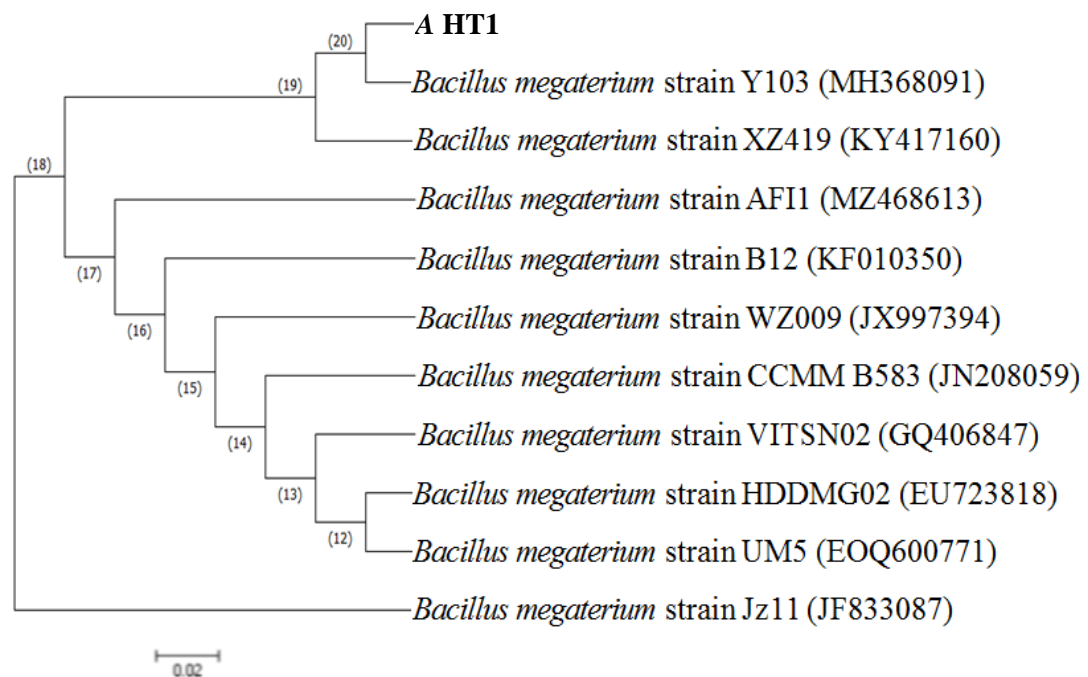 A HT1
(20)
Bacillus megaterium strain Y103 (MH368091)
(19)
Bacillus megaterium strain XZ419 (KY417160)
(18)
Bacillus megaterium strain AFI1 (MZ468613)
(17)
Bacillus megaterium strain B12 (KF010350)
(16)
Bacillus megaterium strain WZ009 (JX997394)
(15)
Bacillus megaterium strain CCMM B583 (JN208059)
(14)
Bacillus megaterium strain VITSN02 (GQ406847)
(13)
Bacillus megaterium strain HDDMG02 (EU723818)
(12)
Bacillus megaterium strain UM5 (EOQ600771)
Bacillus megaterium strain Jz11 (JF833087)
0.02